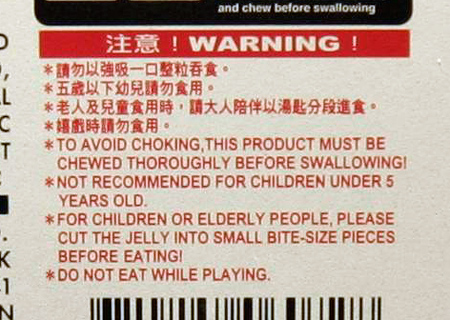 and chew before swallowing
注意！WARNING！
＊請勿以強吸一口整粒吞食。
＊五歲以下幼兒請勿食用。
＊老人及兒童食用時，請大人陪伴以湯匙分段進食。
＊嬉戲時請勿食用。
＊TO AVOID CHOKING,THIS PRODUCT MUST BE
CHEWED THOROUGHLY BEFORE SWALLOWING!
＊NOT RECOMMENDED FOR CHILDREN UNDER 5
YEARS OLD.
＊FOR CHILDREN OR ELDERLY PEOPLE, PLEASE
CUT THE JELLY INTO SMALL BITE-SIZE PIECES
BEFORE EATING!
＊DO NOT EAT WHILE PLAYING.